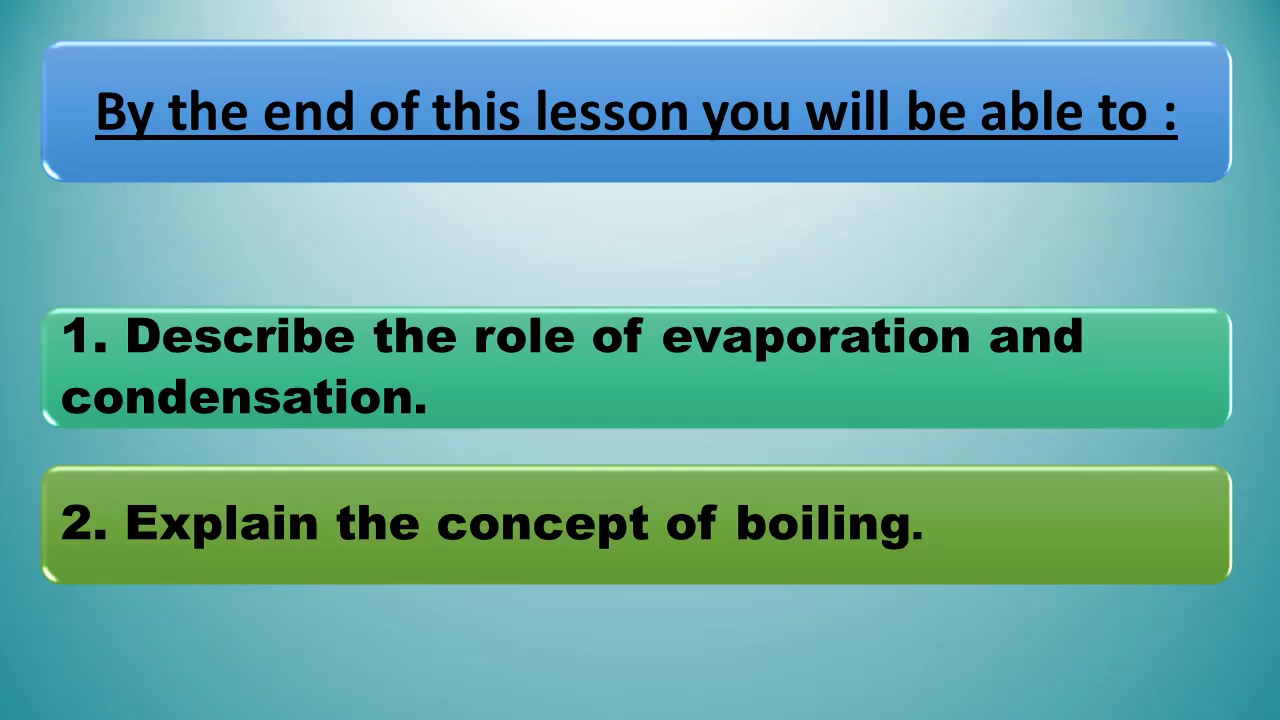 By the end of this lesson you will be able to :
1. Describe the role of evaporation and
condensation.
2. Explain the concept of boiling.